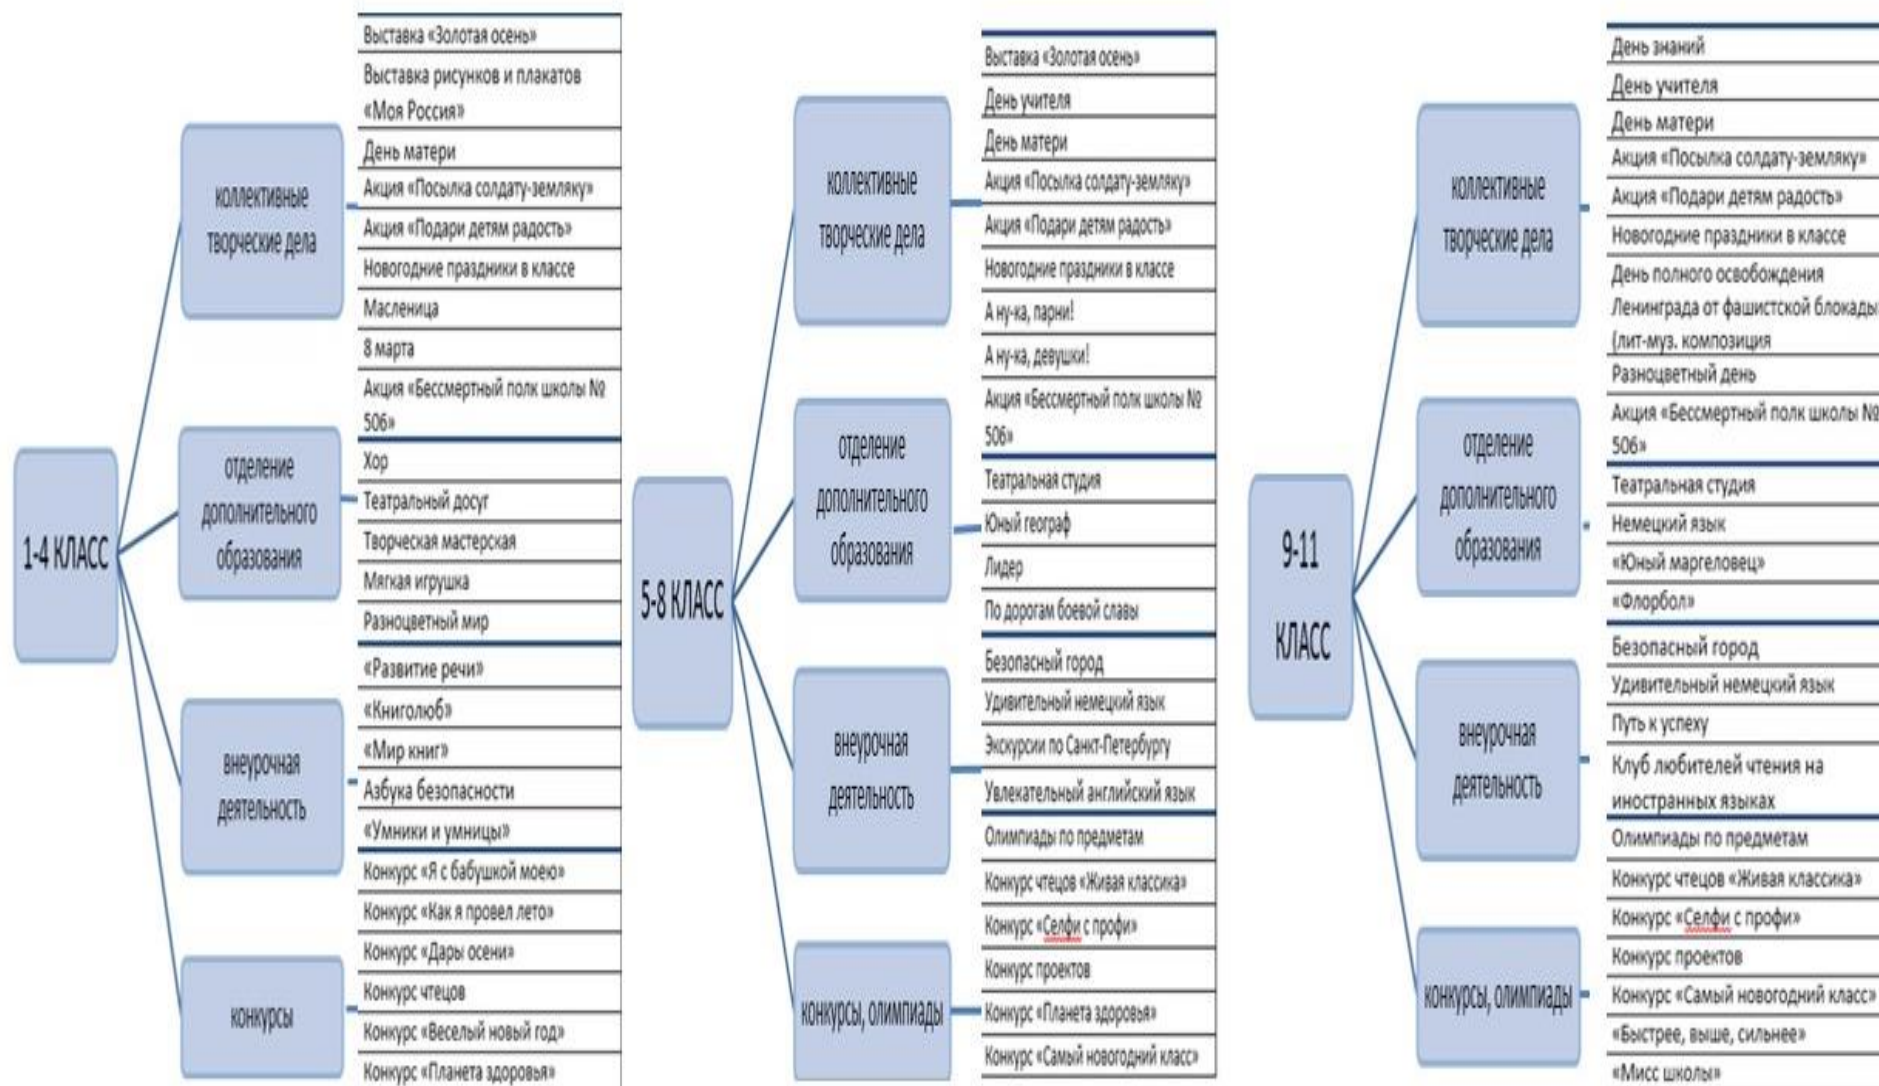 1-4 КЛАСС
коллективные
творческие дела
Выставка «Золотая осень»
Выставка рисунков и плакатов
«Моя Россия»
День матери
Акция «Посылка солдату-земляку»
Акция «Подари детям радость»
Новогодние праздники в классе
Масленица
8 марта
Акция «Бессмертный полк школы №
506»
отделение
дополнительного
образования
Хор
Театральный досуг
Творческая мастерская
Мягкая игрушка
Разноцветный мир
внеурочная
деятельность
«Развитие речи»
«Книголюб»
«Мир книг»
Азбука безопасности
«Умники и умницы»
конкурсы
Конкурс «Я с бабушкой моею»
Конкурс «Как я провел лето»
Конкурс «Дары осени»
Конкурс чтецов
Конкурс «Веселый новый год»
Конкурс «Планета здоровья»
5-8 КЛАСС
коллективные
творческие дела
Выставка «Золотая осень»
День учителя
День матери
Акция «Посылка солдату-земляку»
Акция «Подари детям радость»
Новогодние праздники в классе
А ну-ка, парни!
А ну-ка, девушки!
Акция «Бессмертный полк школы №
506»
отделение
дополнительного
образования
Театральная студия
Юный географ
Лидер
По дорогам боевой славы
внеурочная
деятельность
Безопасный город
Удивительный немецкий язык
Экскурсии по Санкт-Петербургу
Увлекательный английский язык
конкурсы, олимпиады
Олимпиады по предметам
Конкурс чтецов «Живая классика»
Конкурс «Селфи с профи»
Конкурс проектов
Конкурс «Планета здоровья»
Конкурс «Самый новогодний класс»
9-11
КЛАСС
коллективные
творческие дела
День знаний
День учителя
День матери
Акция «Посылка солдату-земляку»
Акция «Подари детям радость»
Новогодние праздники в классе
День полного освобождения
Ленинграда от фашистской блокады
(лит-муз. композиция
Разноцветный день
Акция «Бессмертный полк школы №
506»
отделение
дополнительного
образования
Театральная студия
Немецкий язык
«Юный маргеловец»
«Флорбол»
внеурочная
деятельность
Безопасный город
Удивительный немецкий язык
Путь к успеху
Клуб любителей чтения на
иностранных языках
конкурсы, олимпиады
Олимпиады по предметам
Конкурс чтецов «Живая классика»
Конкурс «Селфи с профи»
Конкурс проектов
Конкурс «Самый новогодний класс»
«Быстрее, выше, сильнее»
«Мисс школы»